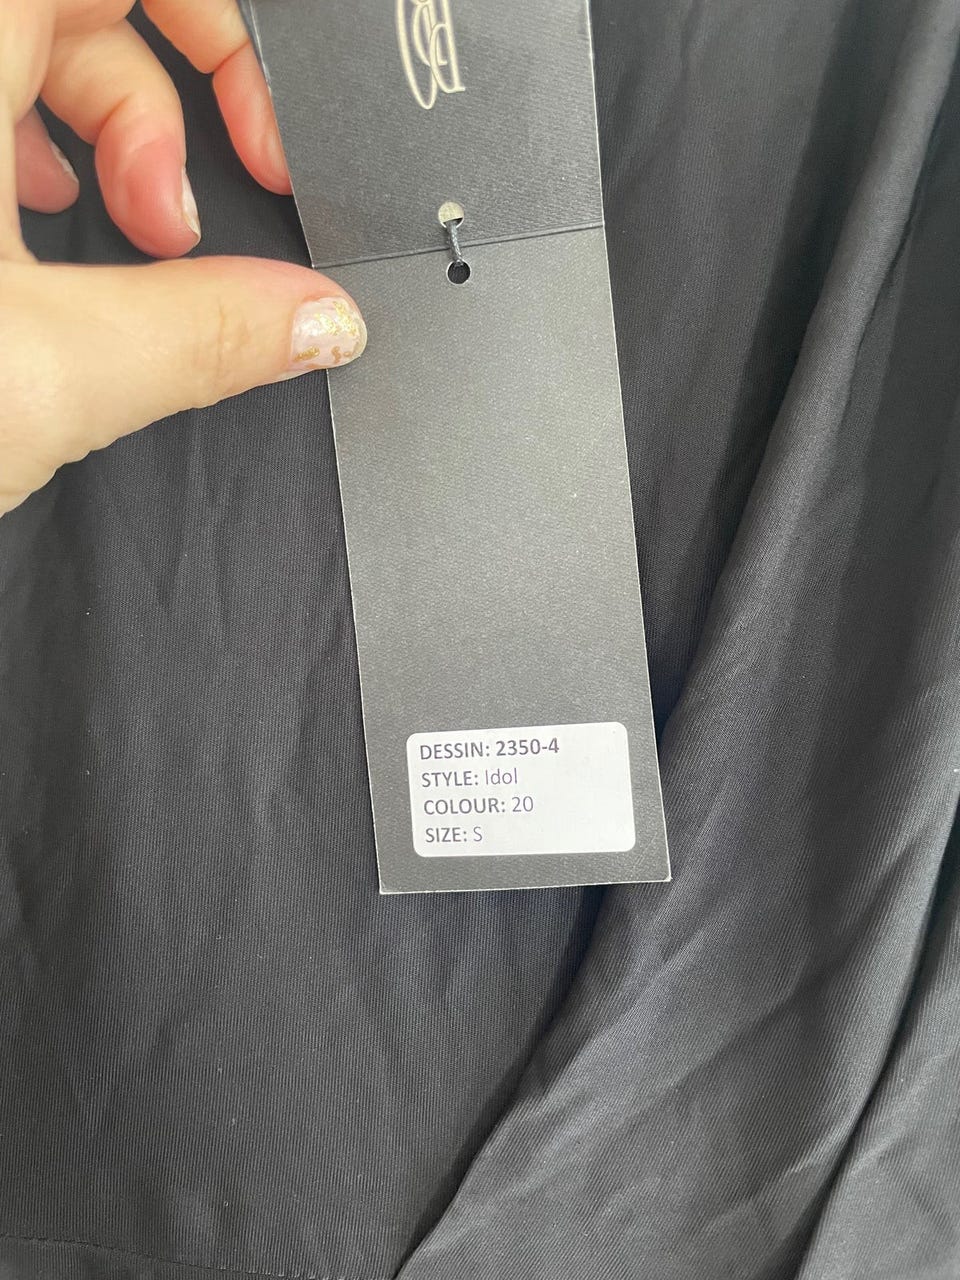 DESSIN: 2350-4
STYLE: Idol
COLOUR: 20
SIZE: S